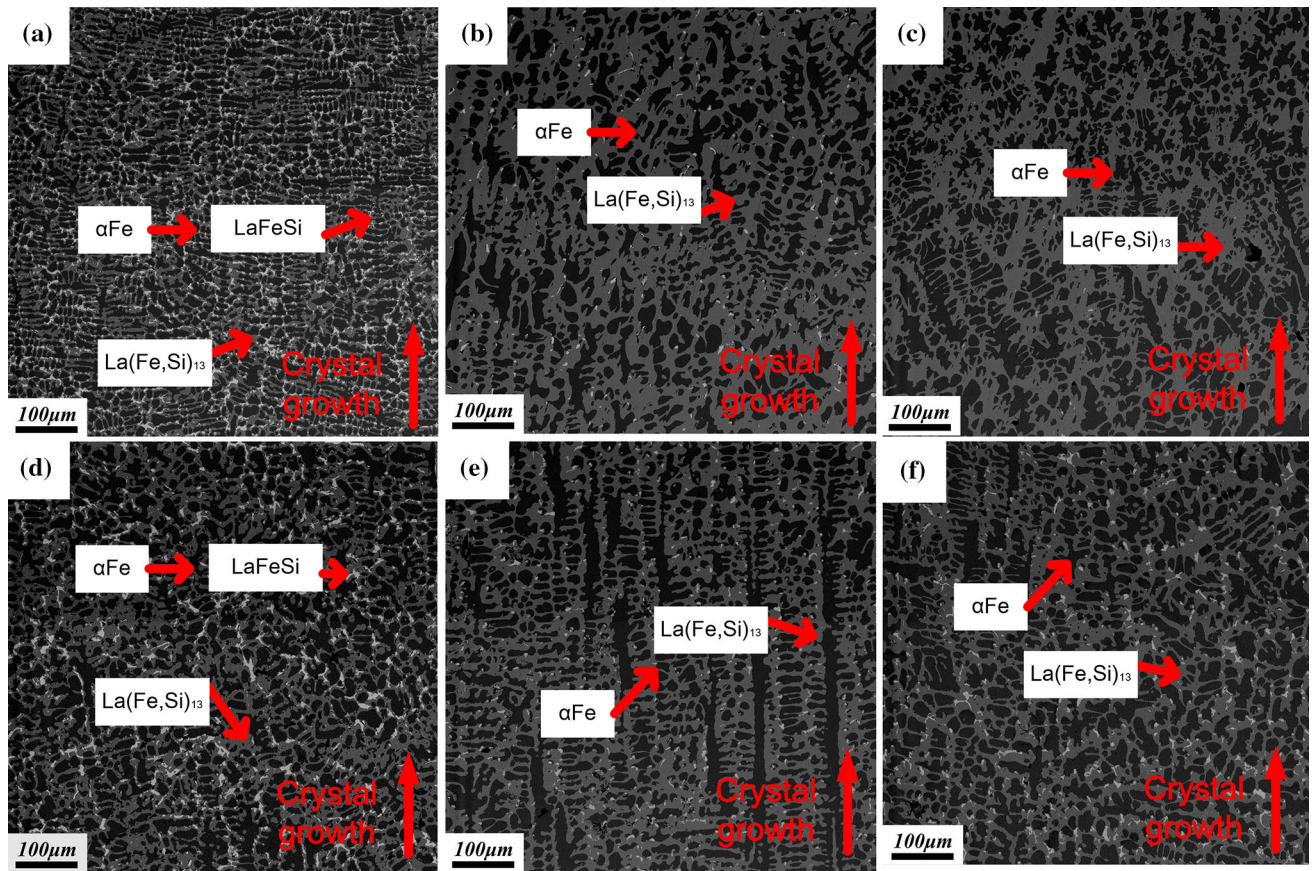 (a)
αFe
LaFeSi
La(Fe,Si)₁₃
Crystal
growth
100μm
(b)
αFe
La(Fe,Si)₁₃
Crystal
growth
100μm
(c)
αFe
La(Fe,Si)₁₃
Crystal
growth
100μm
(d)
αFe
LaFeSi
La(Fe,Si)₁₃
Crystal
growth
100μm
(e)
La(Fe,Si)₁₃
αFe
Crystal
growth
100μm
(f)
αFe
La(Fe,Si)₁₃
Crystal
growth
100μm